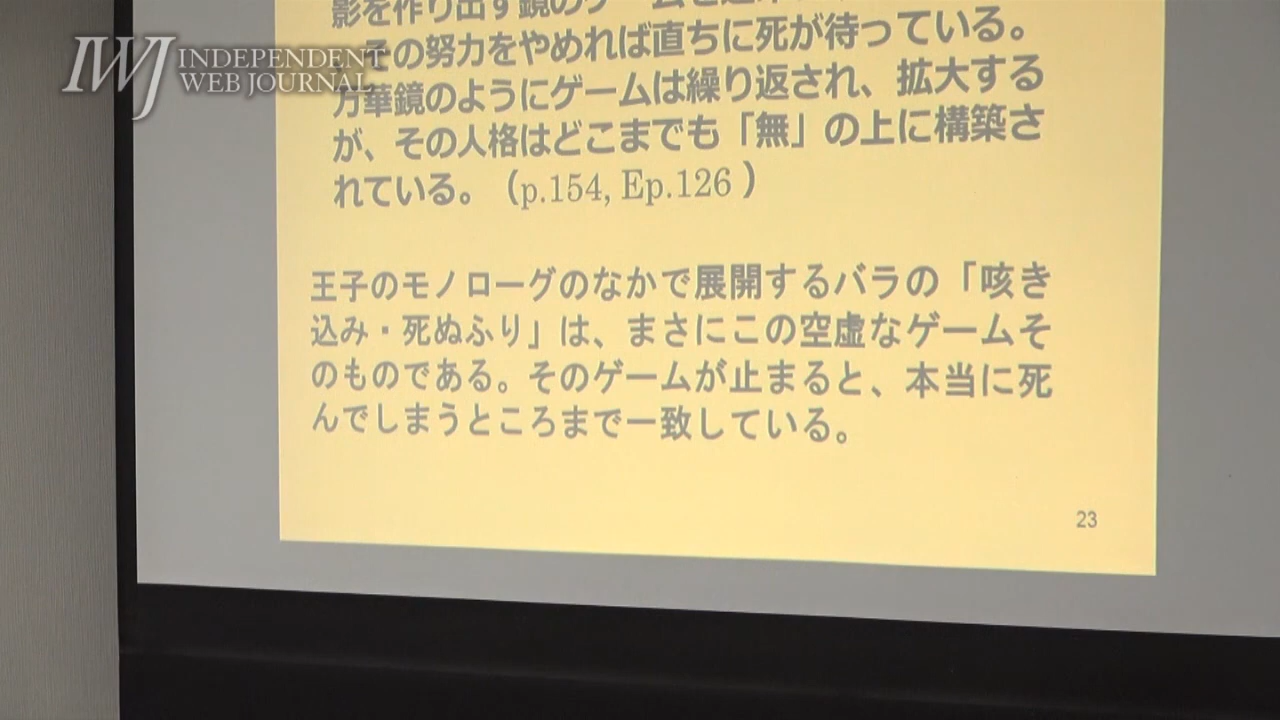 IWJ INDEPENDENT
WEB JOURNAL
影を作り出す鏡のゲームを
その努力をやめれば直ちに死が待っている。
万華鏡のようにゲームは繰り返され、拡大する
が、その人格はどこまでも「無」の上に構築さ
れている。（p.154, Ep.126）
王子のモノローグのなかで展開するバラの「咳き
込み・死ぬふり」は、まさにこの空虚なゲームそ
のものである。そのゲームが止まると、本当に死
んでしまうところまで一致している。
23